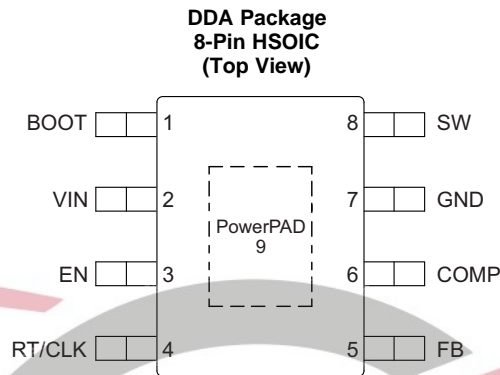 DDA Package
8-Pin HSOIC
(Top View)
BOOT 1 8 SW
VIN 2 7 GND
PowerPAD
9
EN 3 6 COMP
RT/CLK 4 5 FB